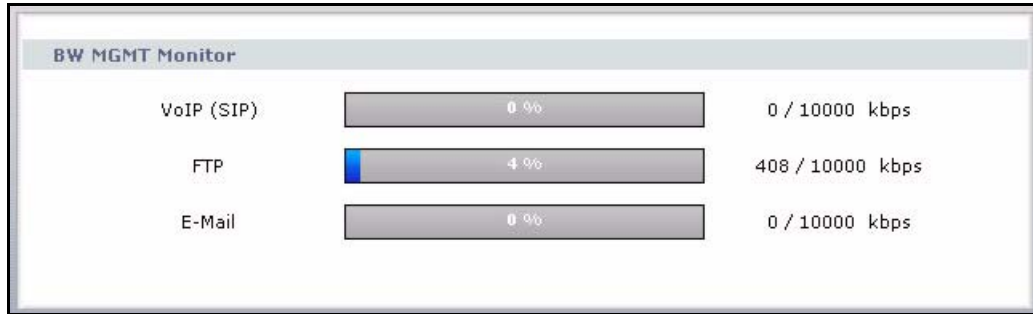 BW MGMT Monitor
VoIP (SIP) 0 % 0 / 10000 kbps
FTP 4 % 408 / 10000 kbps
E-Mail 0 % 0 / 10000 kbps